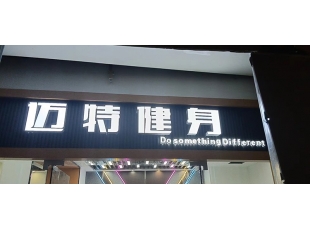 迈特健身
Do something Different